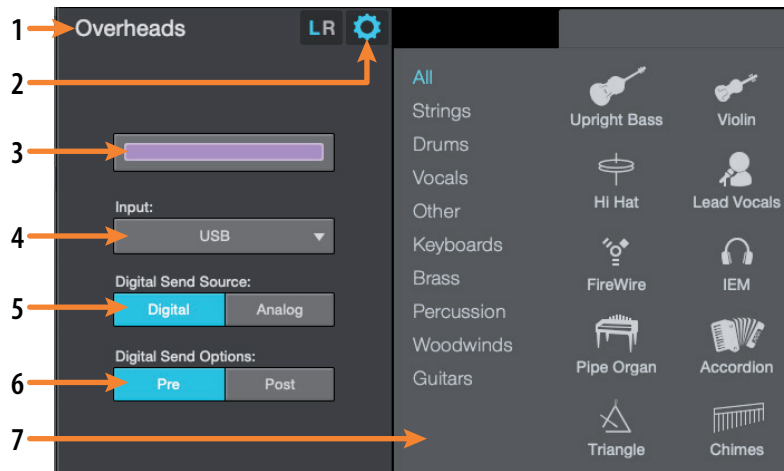 1
Overheads
LR
2
3
Input:
4
USB
Digital Send Source:
5
Digital
Analog
Digital Send Options:
6
Pre
Post
7
All
Strings
Drums
Vocals
Other
Keyboards
Brass
Percussion
Woodwinds
Guitars
Upright Bass
Violin
Hi Hat
Lead Vocals
FireWire
IEM
Pipe Organ
Accordion
Triangle
Chimes